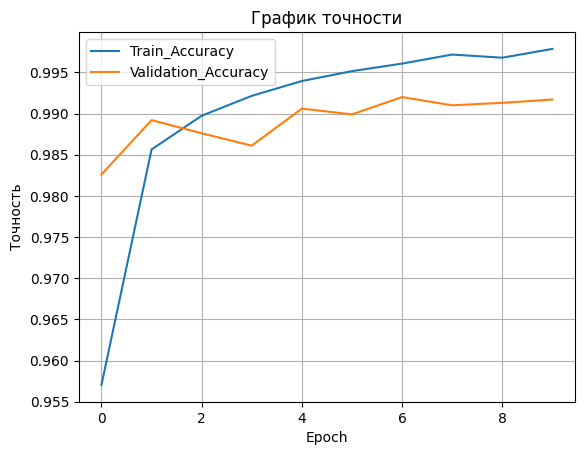 График точности
Train_Accuracy
Validation_Accuracy
0.995
0.990
0.985
0.980
0.975
0.970
0.965
0.960
0.955
Точность
0 2 4 6 8
Epoch